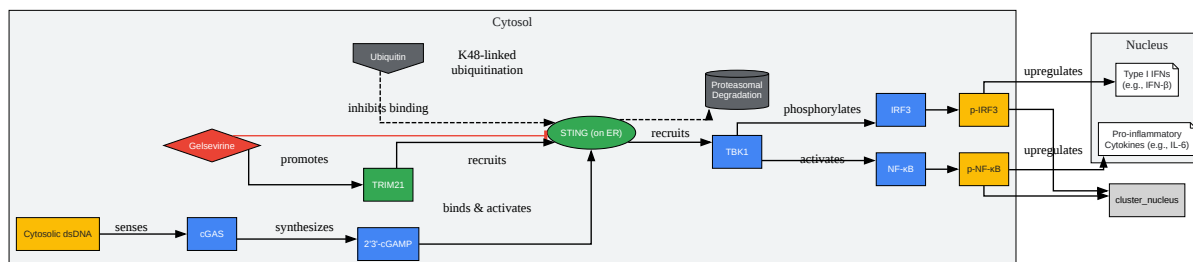 Cytosol
Nucleus
Ubiquitin
K48-linked
ubiquitination
Proteasomal
Degradation
inhibits binding
Gelsevirine
promotes
TRIM21
recruits
STING (on ER)
recruits
TBK1
phosphorylates
activates
IRF3
p-IRF3
NF-κB
p-NF-κB
upregulates
Type I IFNs
(e.g., IFN-β)
upregulates
Pro-inflammatory
Cytokines (e.g., IL-6)
cluster_nucleus
Cytosolic dsDNA
senses
cGAS
synthesizes
2'3'-cGAMP
binds & activates